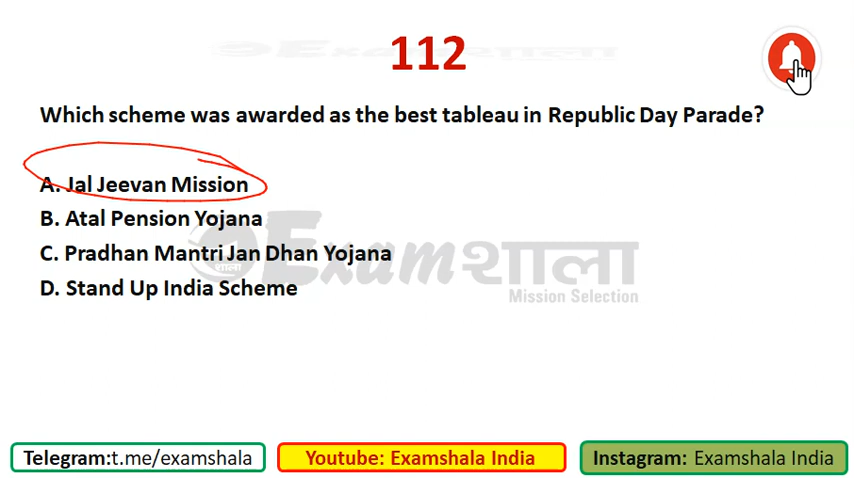 112
Which scheme was awarded as the best tableau in Republic Day Parade?
A. Jal Jeevan Mission
B. Atal Pension Yojana
C. Pradhan Mantri Jan Dhan Yojana
D. Stand Up India Scheme
शाला
Examशाला
Mission Selection
Telegram:t.me/examshala
Youtube: Examshala India
Instagram: Examshala India